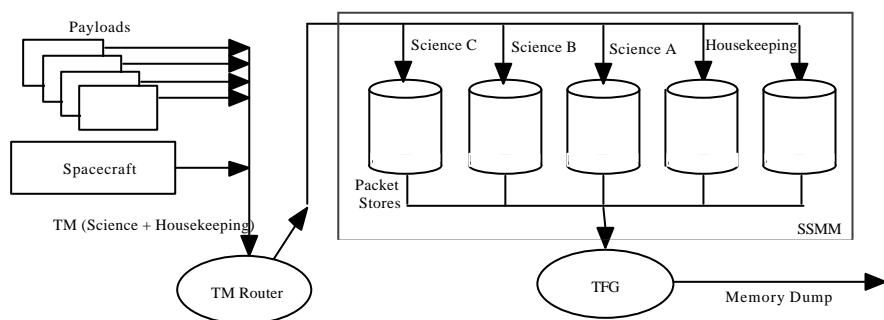 Payloads
Science C
Science B
Science A
Housekeeping
Spacecraft
Packet
Stores
TM (Science + Housekeeping)
SSMM
TM Router
TFG
Memory Dump